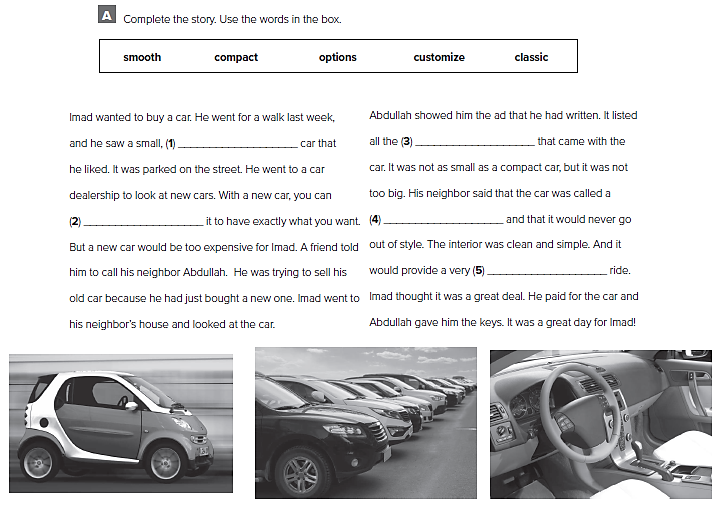 A Complete the story. Use the words in the box.
smooth compact options customize classic
Imad wanted to buy a car. He went for a walk last week,
and he saw a small, (1) ____________________ car that
he liked. It was parked on the street. He went to a car
dealership to look at new cars. With a new car, you can
(2) ____________________ it to have exactly what you want.
But a new car would be too expensive for Imad. A friend told
him to call his neighbor Abdullah. He was trying to sell his
old car because he had just bought a new one. Imad went to
his neighbor's house and looked at the car.
Abdullah showed him the ad that he had written. It listed
all the (3) ____________________ that came with the
car. It was not as small as a compact car, but it was not
too big. His neighbor said that the car was called a
(4) ____________________ and that it would never go
out of style. The interior was clean and simple. And it
would provide a very (5) ____________________ ride.
Imad thought it was a great deal. He paid for the car and
Abdullah gave him the keys. It was a great day for Imad!